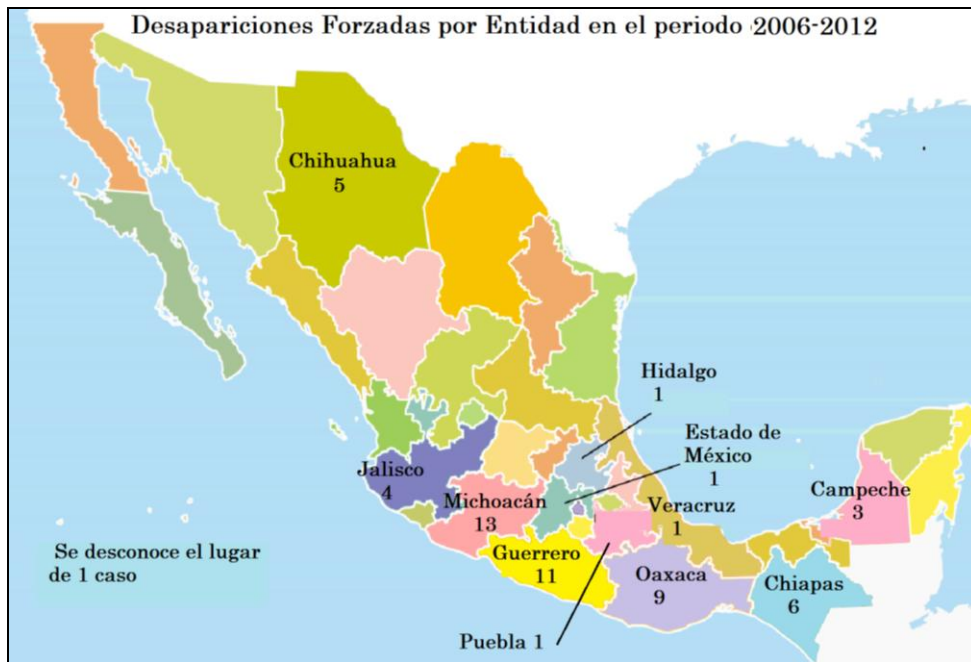 Desapariciones Forzadas por Entidad en el periodo 2006-2012
Chihuahua
5
Hidalgo
1
Estado de
México
1
Jalisco
4
Michoacán
13
Veracruz
1
Campeche
3
Se desconoce el lugar
de 1 caso
Guerrero
11
Oaxaca
9
Chiapas
6
Puebla 1